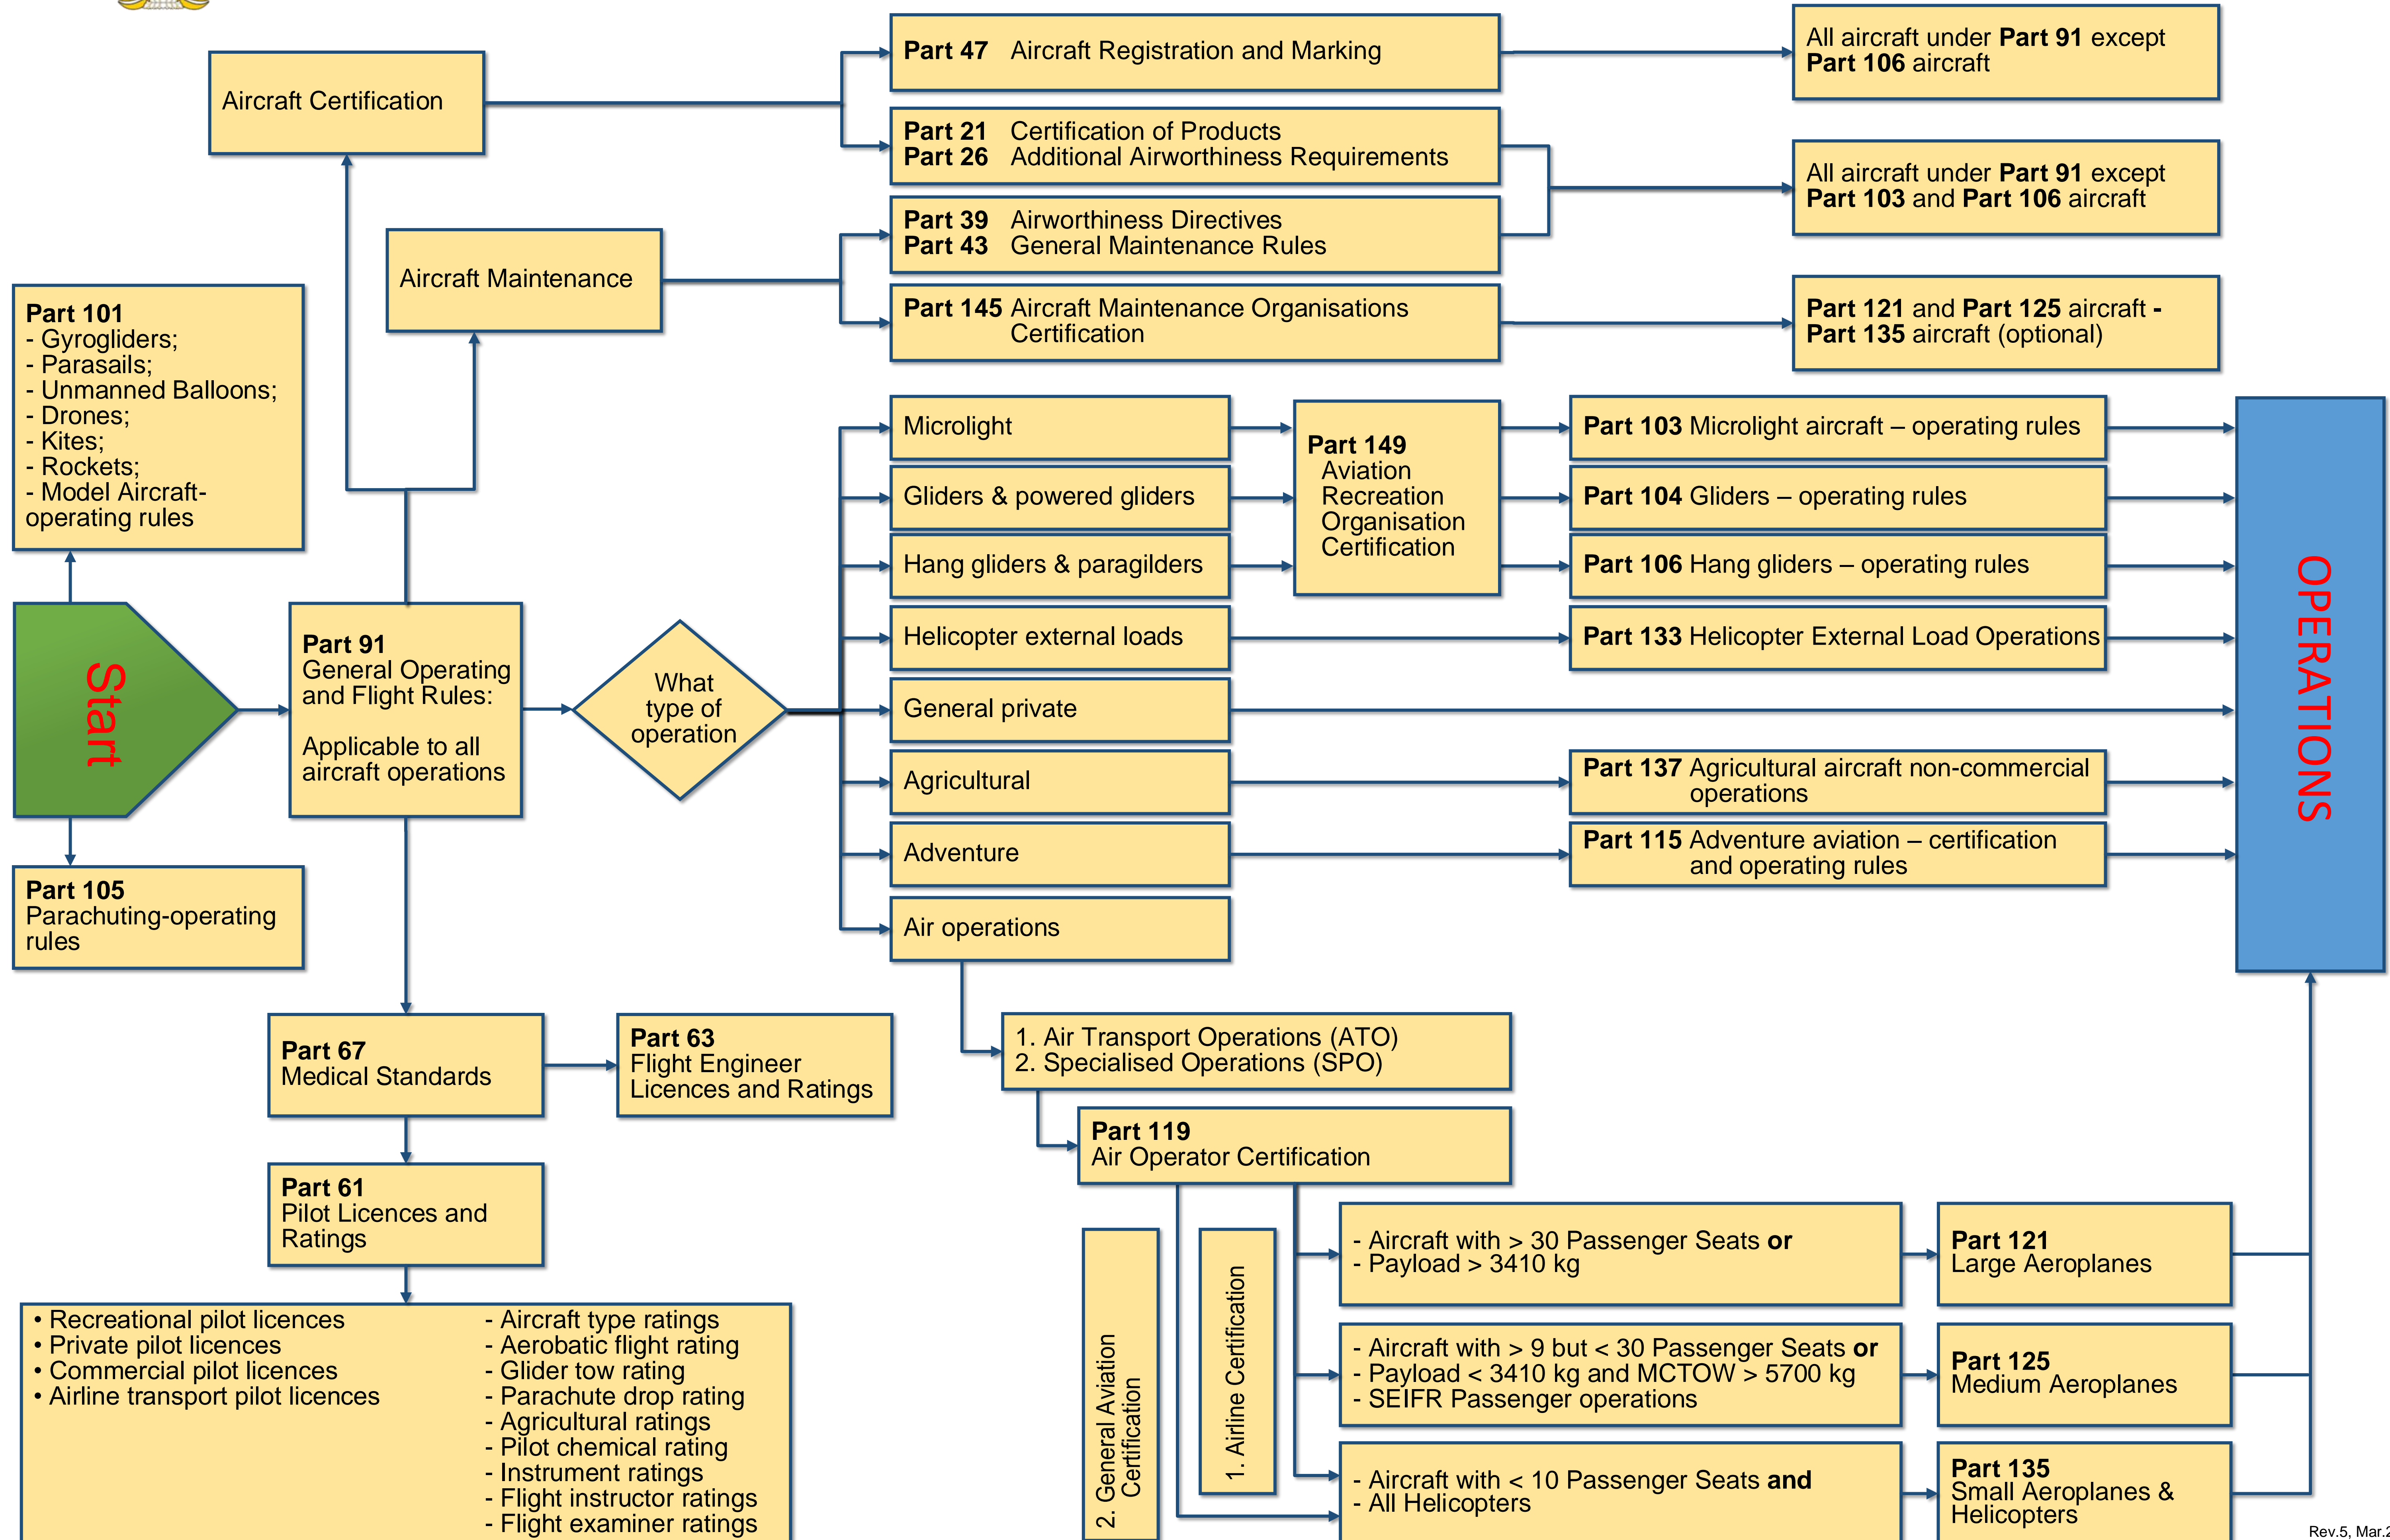 Part 47 Aircraft Registration and Marking
All aircraft under Part 91 except
Part 106 aircraft
Aircraft Certification
Part 21 Certification of Products
Part 26 Additional Airworthiness Requirements
All aircraft under Part 91 except
Part 103 and Part 106 aircraft
Part 39 Airworthiness Directives
Part 43 General Maintenance Rules
Aircraft Maintenance
Part 145 Aircraft Maintenance Organisations
Certification
Part 121 and Part 125 aircraft -
Part 135 aircraft (optional)
Part 101
- Gyrogliders;
- Parasails;
- Unmanned Balloons;
- Drones;
- Kites;
- Rockets;
- Model Aircraft-
operating rules
Start
Part 105
Parachuting-operating
rules
Part 91
General Operating
and Flight Rules:
Applicable to all
aircraft operations
What
type of
operation
Microlight
Gliders & powered gliders
Hang gliders & paragilders
Helicopter external loads
General private
Agricultural
Adventure
Air operations
Part 149
Aviation
Recreation
Organisation
Certification
Part 103 Microlight aircraft – operating rules
Part 104 Gliders – operating rules
Part 106 Hang gliders – operating rules
Part 133 Helicopter External Load Operations
Part 137 Agricultural aircraft non-commercial
operations
Part 115 Adventure aviation – certification
and operating rules
OPERATIONS
Part 67
Medical Standards
Part 63
Flight Engineer
Licences and Ratings
Part 61
Pilot Licences and
Ratings
• Recreational pilot licences
• Private pilot licences
• Commercial pilot licences
• Airline transport pilot licences
- Aircraft type ratings
- Aerobatic flight rating
- Glider tow rating
- Parachute drop rating
- Agricultural ratings
- Pilot chemical rating
- Instrument ratings
- Flight instructor ratings
- Flight examiner ratings
1. Air Transport Operations (ATO)
2. Specialised Operations (SPO)
Part 119
Air Operator Certification
2. General Aviation
Certification
1. Airline Certification
- Aircraft with > 30 Passenger Seats or
- Payload > 3410 kg
Part 121
Large Aeroplanes
- Aircraft with > 9 but < 30 Passenger Seats or
- Payload < 3410 kg and MCTOW > 5700 kg
- SEIFR Passenger operations
Part 125
Medium Aeroplanes
- Aircraft with < 10 Passenger Seats and
- All Helicopters
Part 135
Small Aeroplanes &
Helicopters
Rev.5, Mar.